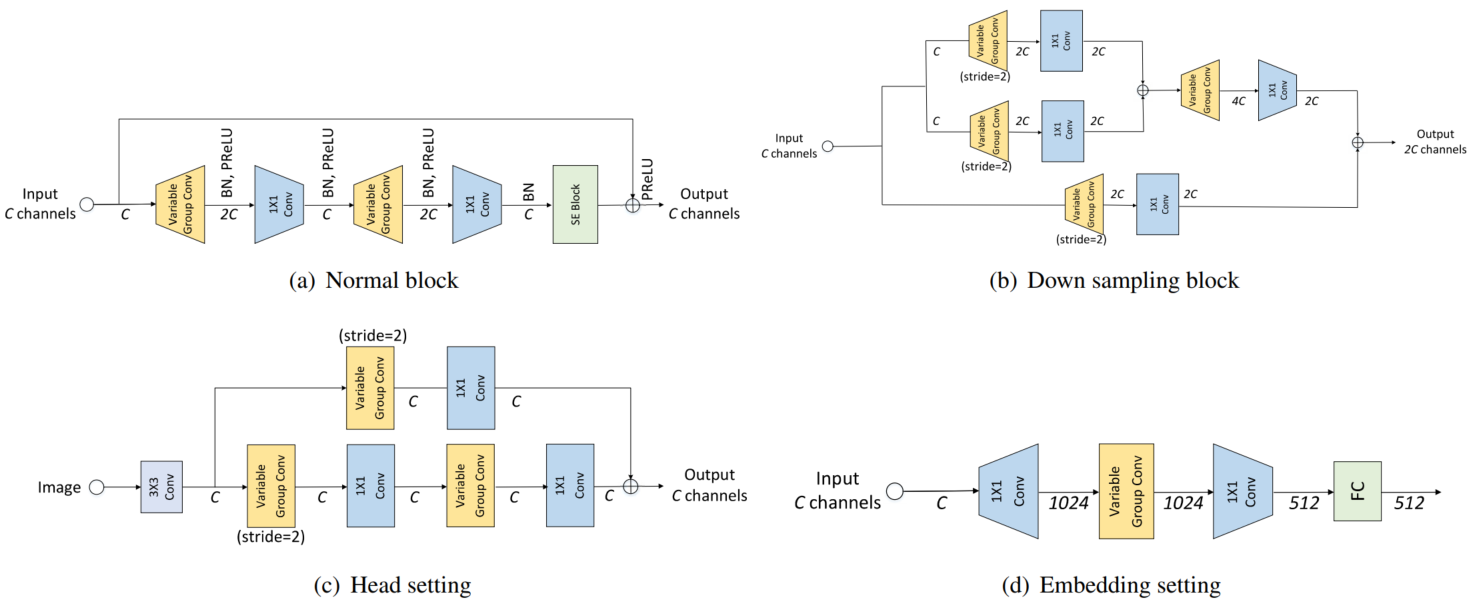 Input
C channels
C
Variable
Group Conv
BN, PReLU
2C
1X1
Conv
BN, PReLU
C
Variable
Group Conv
BN, PReLU
2C
1X1
Conv
BN
C
SE Block
PReLU
Output
C channels
(a) Normal block
Input
C channels
C
Variable
Group Conv
(stride=2)
2C
1X1
Conv
2C
C
Variable
Group Conv
(stride=2)
2C
1X1
Conv
2C
Variable
Group Conv
4C
1X1
Conv
2C
Variable
Group Conv
(stride=2)
2C
1X1
Conv
2C
Output
2C channels
(b) Down sampling block
(stride=2)
Variable
Group Conv
C
1X1
Conv
C
Image
3X3
Conv
C
Variable
Group Conv
(stride=2)
C
1X1
Conv
C
Variable
Group Conv
C
1X1
Conv
C
Output
C channels
(c) Head setting
Input
C channels
C
1X1
Conv
1024
Variable
Group Conv
1024
1X1
Conv
512
FC
512
(d) Embedding setting